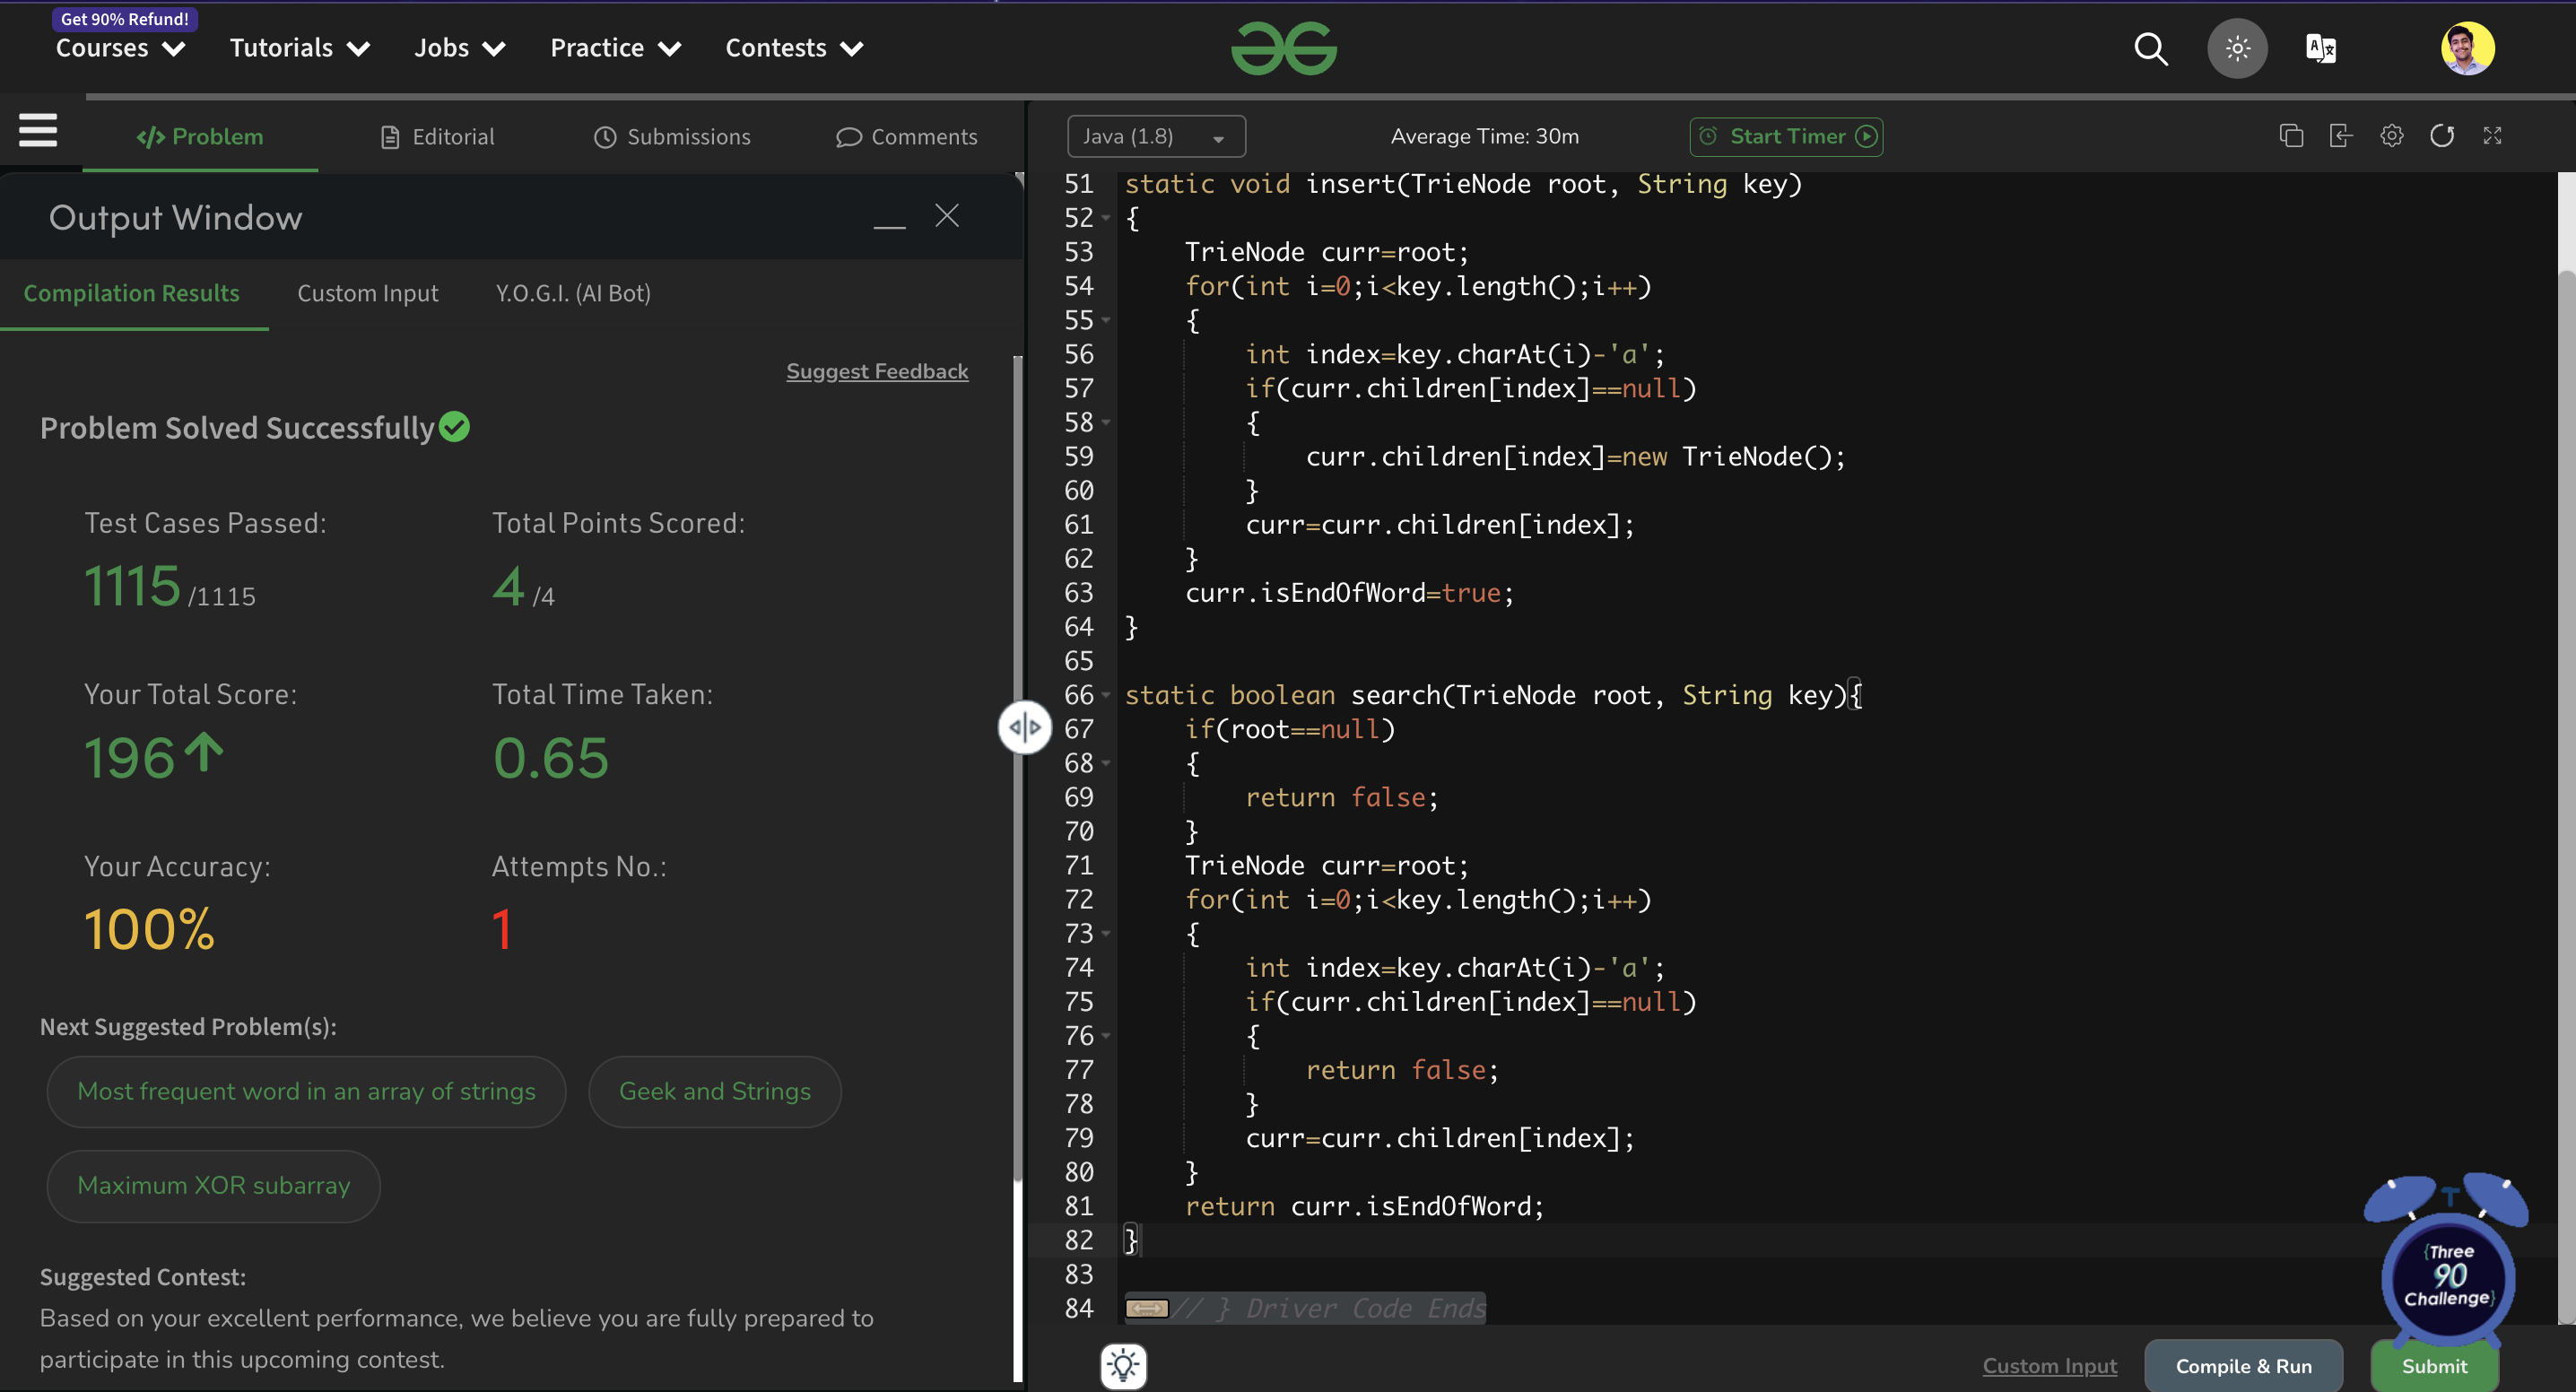 Get 90% Refund!
Courses Tutorials Jobs Practice Contests
Problem Editorial Submissions Comments
Output Window
Compilation Results Custom Input Y.O.G.I. (AI Bot)
Suggest Feedback
Problem Solved Successfully
Test Cases Passed: Total Points Scored:
1115 /1115 4 /4
Your Total Score: Total Time Taken:
196 0.65
Your Accuracy: Attempts No.:
100% 1
Next Suggested Problem(s):
Most frequent word in an array of strings Geek and Strings
Maximum XOR subarray
Suggested Contest:
Based on your excellent performance, we believe you are fully prepared to
participate in this upcoming contest.
Java (1.8) Average Time: 30m Start Timer
51 static void insert(TrieNode root, String key)
52 {
53 TrieNode curr=root;
54 for(int i=0;i<key.length();i++)
55 {
56 int index=key.charAt(i)-'a';
57 if(curr.children[index]==null)
58 {
59 curr.children[index]=new TrieNode();
60 }
61 curr=curr.children[index];
62 }
63 curr.isEndOfWord=true;
64 }
65
66 static boolean search(TrieNode root, String key){
67 if(root==null)
68 {
69 return false;
70 }
71 TrieNode curr=root;
72 for(int i=0;i<key.length();i++)
73 {
74 int index=key.charAt(i)-'a';
75 if(curr.children[index]==null)
76 {
77 return false;
78 }
79 curr=curr.children[index];
80 }
81 return curr.isEndOfWord;
82 }
83
84 // } Driver Code Ends
{Three
90
Challenge}
Custom Input Compile & Run Submit